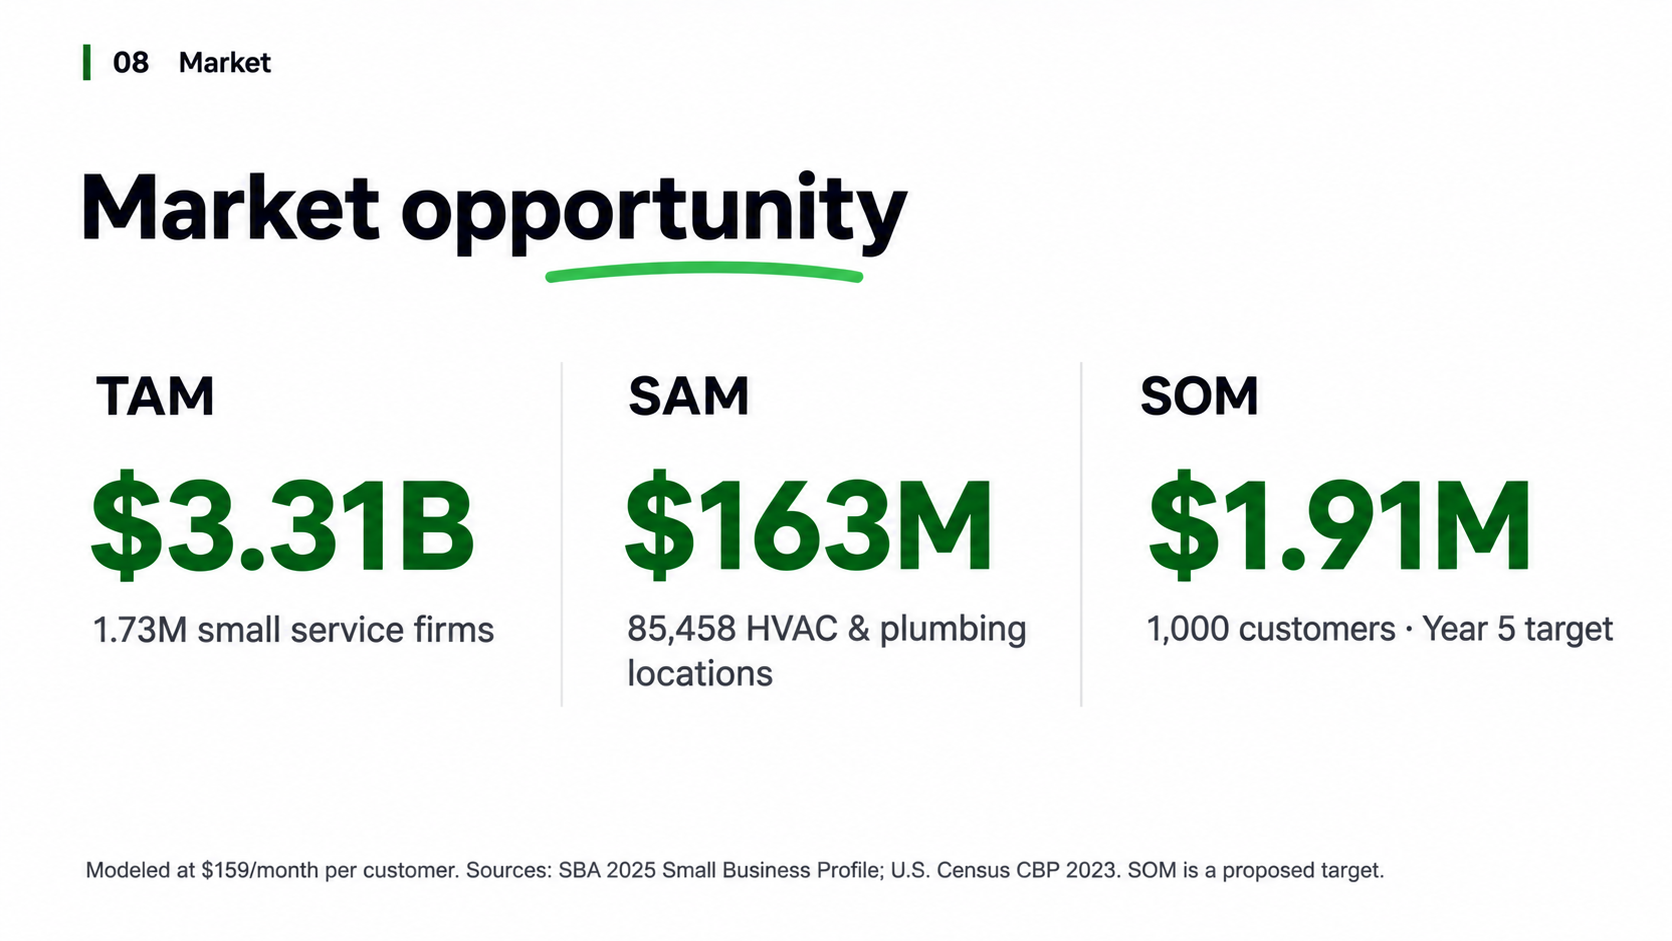 08 Market
Market opportunity
TAM
$3.31B
1.73M small service firms
SAM
$163M
85,458 HVAC & plumbing
locations
SOM
$1.91M
1,000 customers · Year 5 target
Modeled at $159/month per customer. Sources: SBA 2025 Small Business Profile; U.S. Census CBP 2023. SOM is a proposed target.